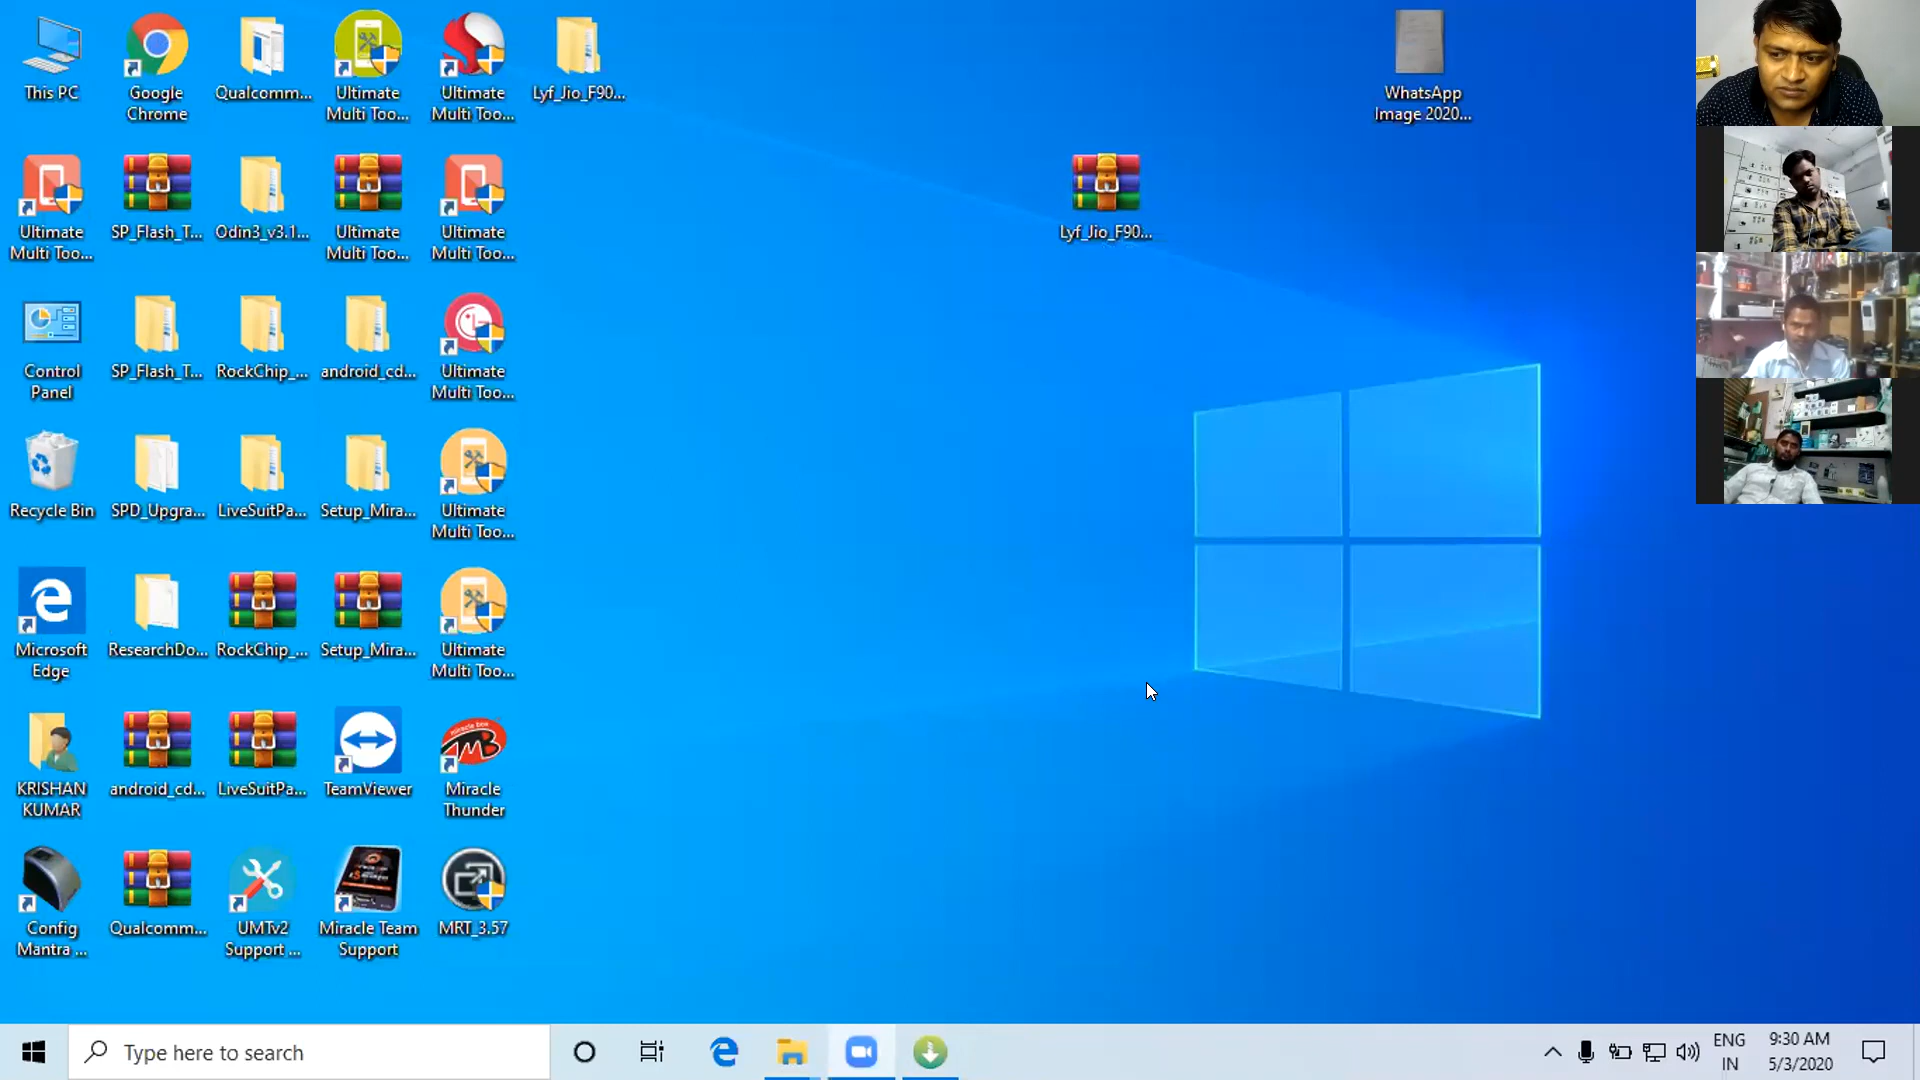 This PC
Google
Chrome
Qualcomm...
Ultimate
Multi Too...
Ultimate
Multi Too...
Lyf_Jio_F90...
WhatsApp
Image 2020...
Ultimate
Multi Too...
SP_Flash_T...
Odin3_v3.1...
Ultimate
Multi Too...
Ultimate
Multi Too...
Lyf_Jio_F90...
Control
Panel
SP_Flash_T...
RockChip_...
android_cd...
Ultimate
Multi Too...
Recycle Bin
SPD_Upgra...
LiveSuitPa...
Setup_Mira...
Ultimate
Multi Too...
Microsoft
Edge
ResearchDo...
RockChip_...
Setup_Mira...
Ultimate
Multi Too...
KRISHAN
KUMAR
android_cd...
LiveSuitPa...
TeamViewer
Miracle
Thunder
Config
Mantra ...
Qualcomm...
UMTv2
Support ...
Miracle Team
Support
MRT_3.57
Type here to search
ENG
IN
9:30 AM
5/3/2020